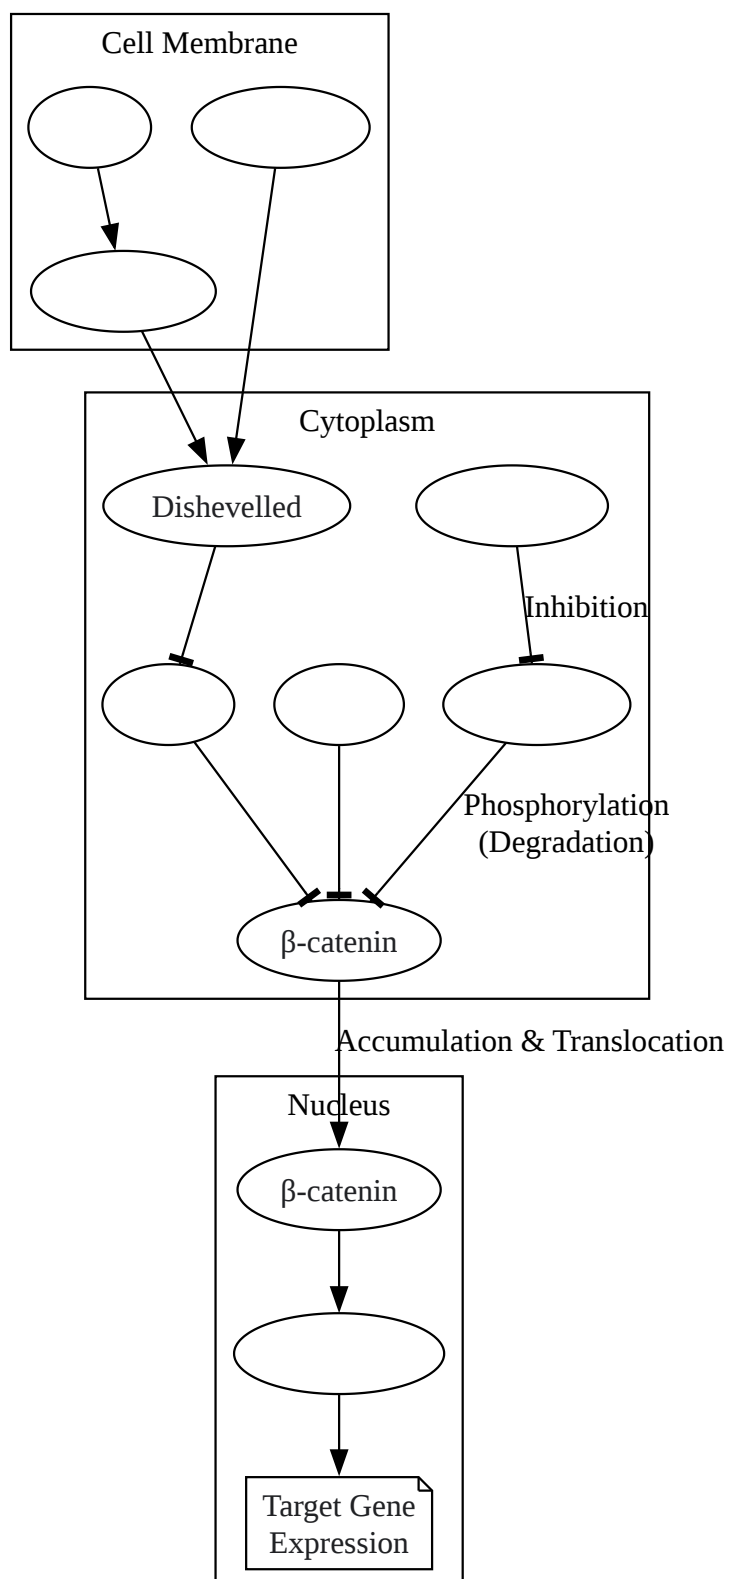 Cell Membrane
Cytoplasm
Dishevelled
Inhibition
Phosphorylation
(Degradation)
β-catenin
Accumulation & Translocation
Nucleus
β-catenin
Target Gene
Expression